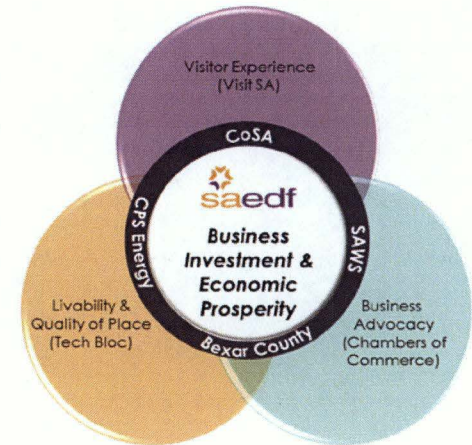 Visitor Experience
(Visit SA)
CoSA
CPS Energy
SAWS
saedf
Business
Investment &
Economic
Prosperity
Livability &
Quality of Place
(Tech Bloc)
Business
Advocacy
(Chambers of
Commerce)
Bexar County